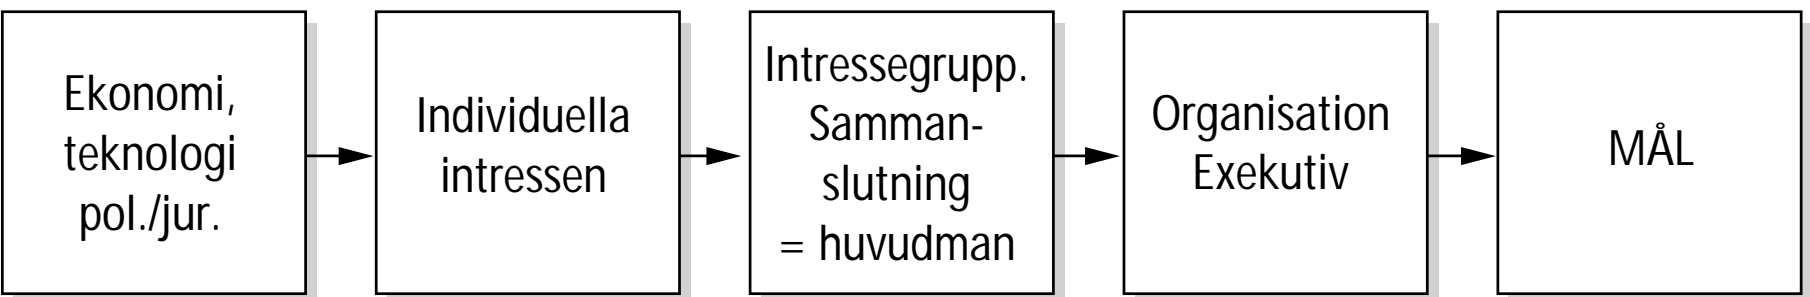 Ekonomi,
teknologi
pol./jur.
Individuella
intressen
Intressegrupp.
Samman-
slutning
= huvudman
Organisation
Exekutiv
MÅL